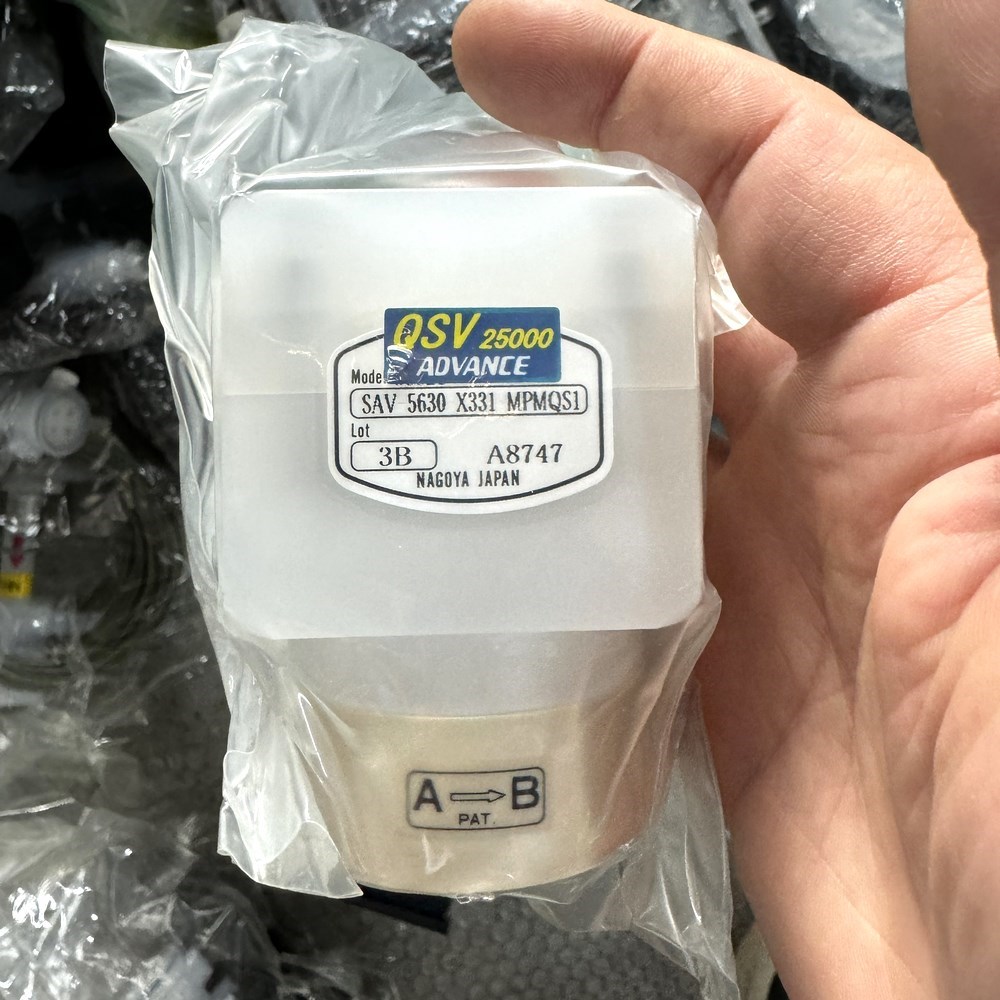 QSV 25000
ADVANCE
Mode
SAV 5630 X331 MPMQS1
Lot
3B A8747
NAGOYA JAPAN
A B
PAT.